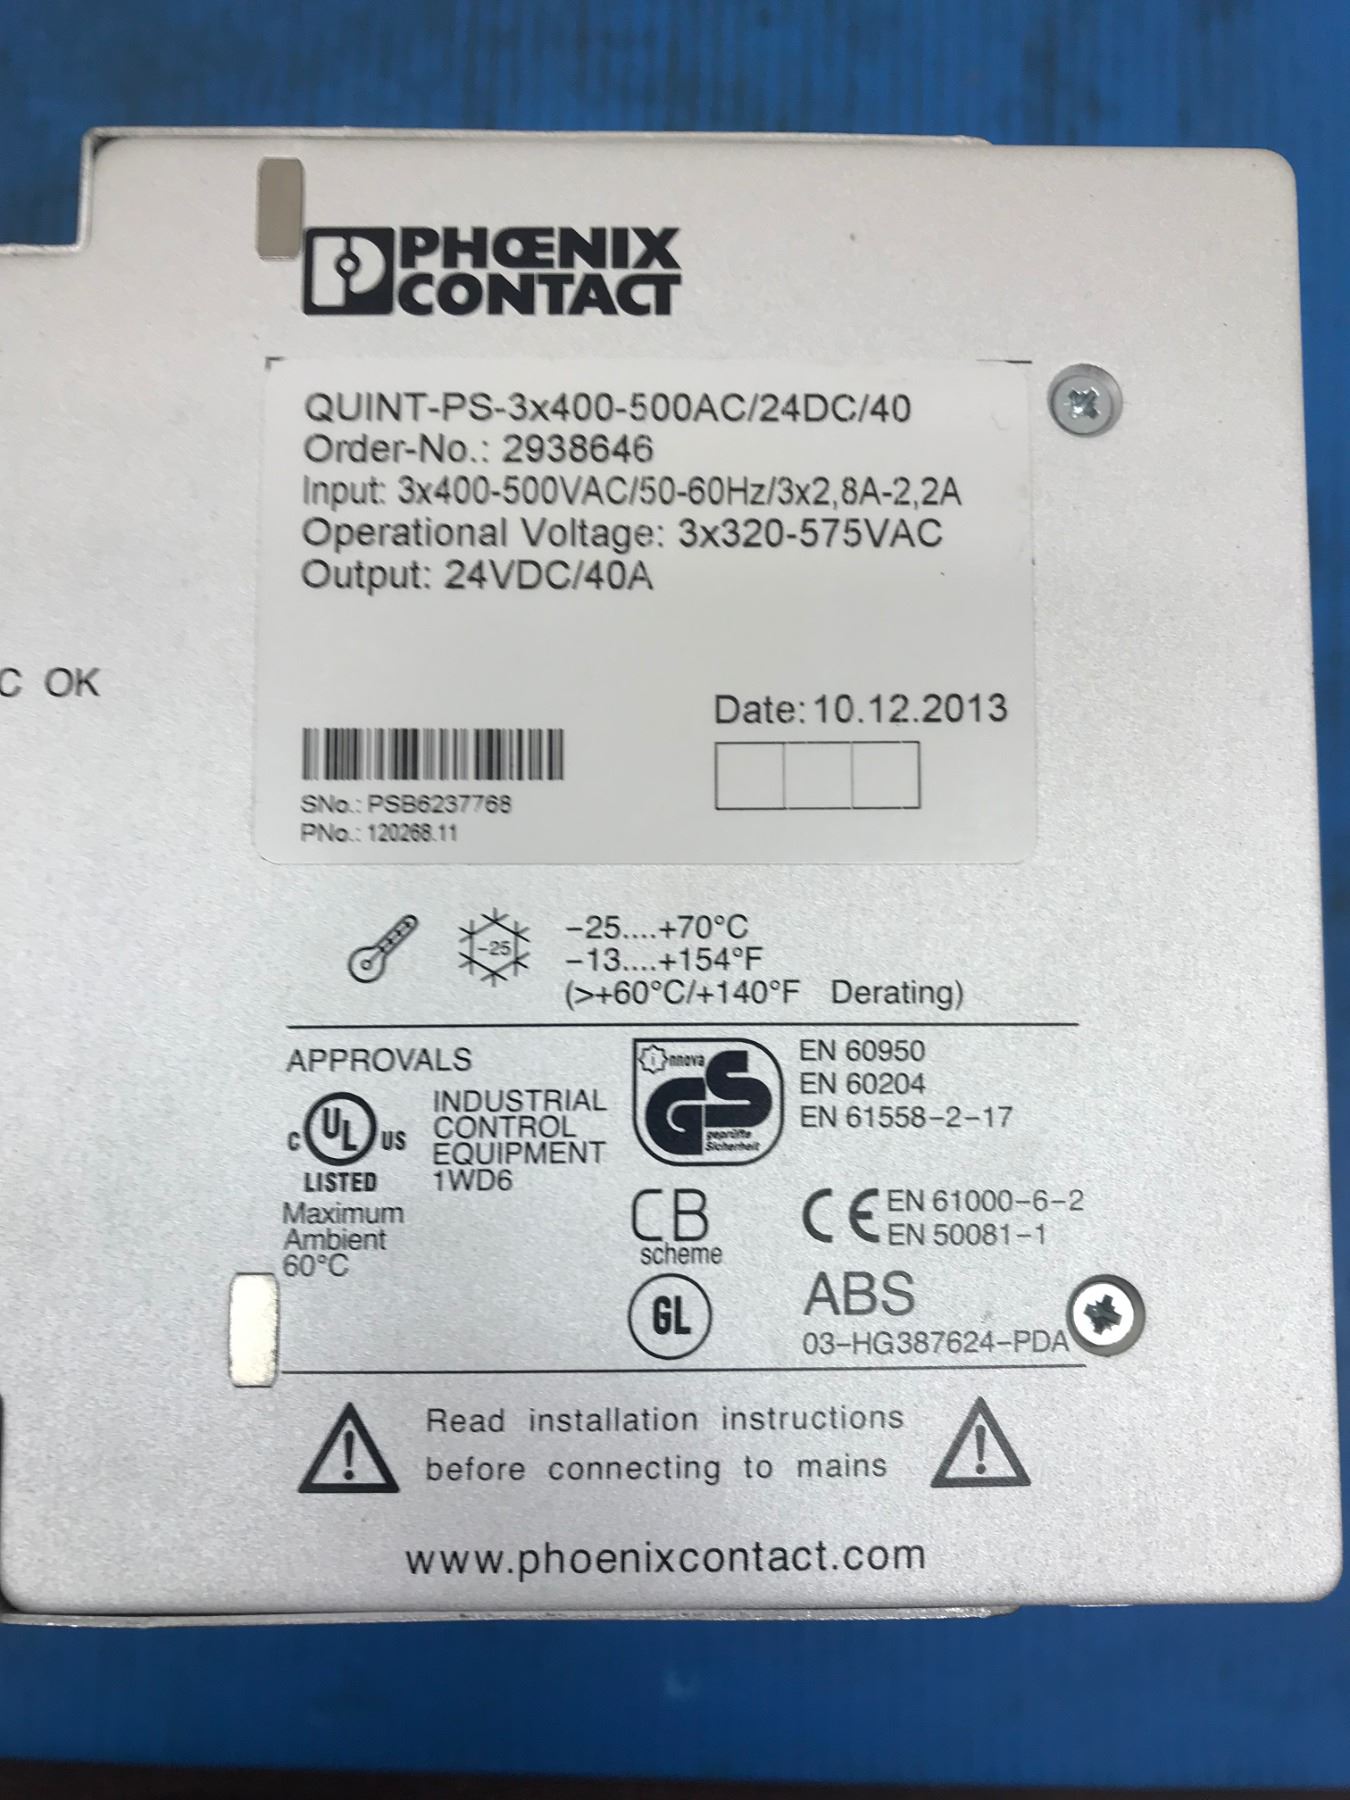 PHŒNIX
CONTACT
QUINT-PS-3x400-500AC/24DC/40
Order-No.: 2938646
Input: 3x400-500VAC/50-60Hz/3x2,8A-2,2A
Operational Voltage: 3x320-575VAC
Output: 24VDC/40A
C OK
Date: 10.12.2013
SNo.: PSB6237768
PNo.: 120268.11
-25
−25....+70°C
−13....+154°F
(>+60°C/+140°F Derating)
APPROVALS
C UL US
LISTED
INDUSTRIAL
CONTROL
EQUIPMENT
1WD6
Maximum
Ambient
60°C
innova
GS
geprüfte
Sicherheit
EN 60950
EN 60204
EN 61558−2−17
CB
scheme
CE EN 61000−6−2
EN 50081−1
GL
ABS
03−HG387624−PDA
Read installation instructions
before connecting to mains
www.phoenixcontact.com